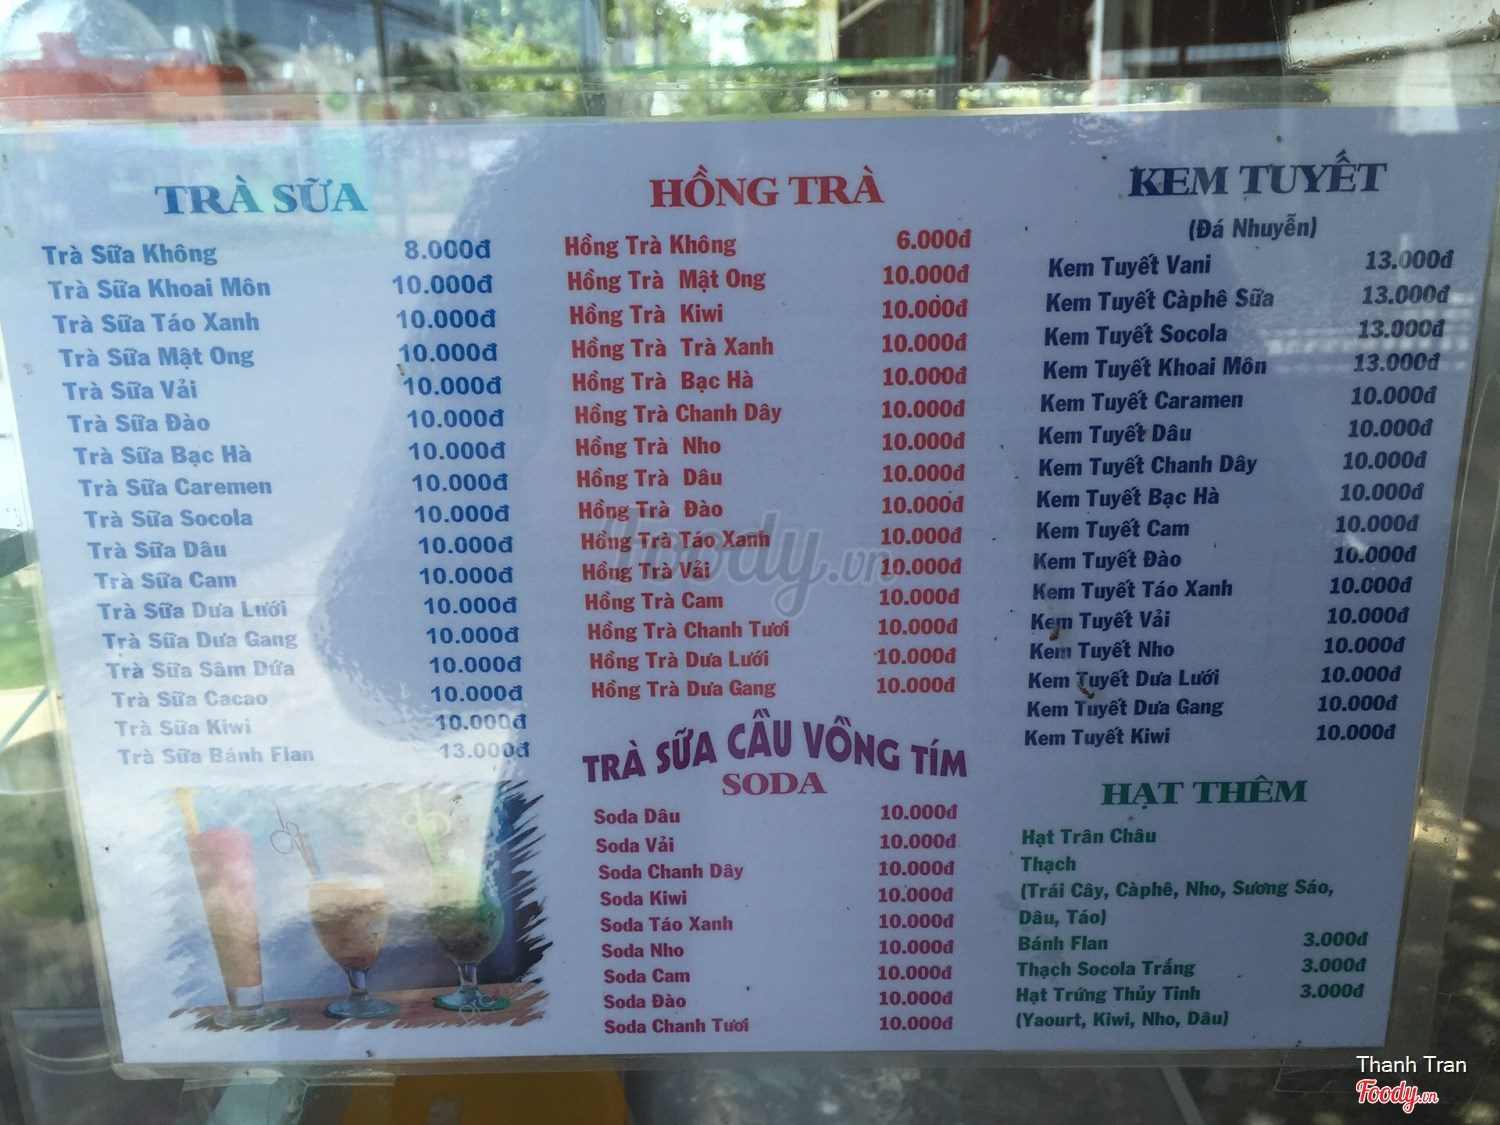 TRÀ SỮA
Trà Sữa Không 8.000đ
Trà Sữa Khoai Môn 10.000đ
Trà Sữa Táo Xanh 10.000đ
Trà Sữa Mật Ong 10.000đ
Trà Sữa Vải 10.000đ
Trà Sữa Đào 10.000đ
Trà Sữa Bạc Hà 10.000đ
Trà Sữa Caremen 10.000đ
Trà Sữa Socola 10.000đ
Trà Sữa Dâu 10.000đ
Trà Sữa Cam 10.000đ
Trà Sữa Dưa Lưới 10.000đ
Trà Sữa Dưa Gang 10.000đ
Trà Sữa Sâm Dứa 10.000đ
Trà Sữa Cacao 10.000đ
Trà Sữa Kiwi 10.000đ
Trà Sữa Bánh Flan 13.000đ
HỒNG TRÀ
Hồng Trà Không 6.000đ
Hồng Trà Mật Ong 10.000đ
Hồng Trà Kiwi 10.000đ
Hồng Trà Trà Xanh 10.000đ
Hồng Trà Bạc Hà 10.000đ
Hồng Trà Chanh Dây 10.000đ
Hồng Trà Nho 10.000đ
Hồng Trà Dâu 10.000đ
Hồng Trà Đào 10.000đ
Hồng Trà Táo Xanh 10.000đ
Hồng Trà Vải 10.000đ
Hồng Trà Cam 10.000đ
Hồng Trà Chanh Tươi 10.000đ
Hồng Trà Dưa Lưới 10.000đ
Hồng Trà Dưa Gang 10.000đ
TRÀ SỮA CẦU VỒNG TÍM
SODA
Soda Dâu 10.000đ
Soda Vải 10.000đ
Soda Chanh Dây 10.000đ
Soda Kiwi 10.000đ
Soda Táo Xanh 10.000đ
Soda Nho 10.000đ
Soda Cam 10.000đ
Soda Đào 10.000đ
Soda Chanh Tươi 10.000đ
KEM TUYẾT
(Đá Nhuyễn)
Kem Tuyết Vani 13.000đ
Kem Tuyết Càphê Sữa 13.000đ
Kem Tuyết Socola 13.000đ
Kem Tuyết Khoai Môn 13.000đ
Kem Tuyết Caramen 10.000đ
Kem Tuyết Dâu 10.000đ
Kem Tuyết Chanh Dây 10.000đ
Kem Tuyết Bạc Hà 10.000đ
Kem Tuyết Cam 10.000đ
Kem Tuyết Đào 10.000đ
Kem Tuyết Táo Xanh 10.000đ
Kem Tuyết Vải 10.000đ
Kem Tuyết Nho 10.000đ
Kem Tuyết Dưa Lưới 10.000đ
Kem Tuyết Dưa Gang 10.000đ
Kem Tuyết Kiwi 10.000đ
HẠT THÊM
Hạt Trân Châu
Thạch
(Trái Cây, Càphê, Nho, Sương Sáo,
Dâu, Táo)
Bánh Flan 3.000đ
Thạch Socola Trắng 3.000đ
Hạt Trứng Thủy Tinh 3.000đ
(Yaourt, Kiwi, Nho, Dâu)
Foody.vn
Thanh Tran
Foody.vn